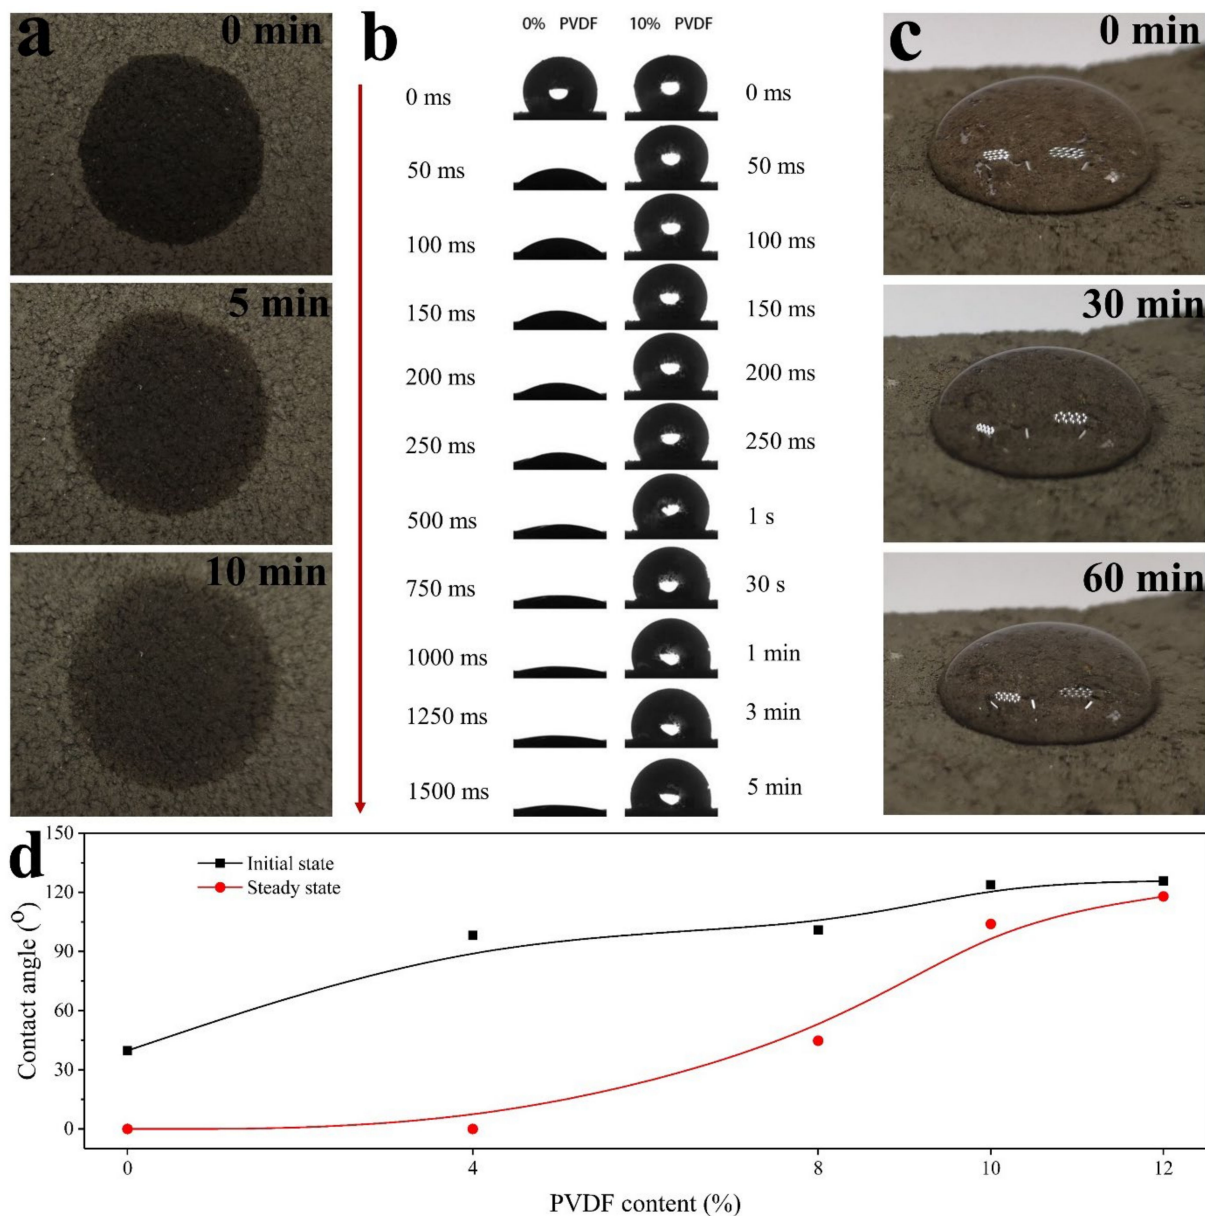 a
0 min
5 min
10 min
b
0% PVDF
10% PVDF
0 ms
0 ms
50 ms
50 ms
100 ms
100 ms
150 ms
150 ms
200 ms
200 ms
250 ms
250 ms
500 ms
1 s
750 ms
30 s
1000 ms
1 min
1250 ms
3 min
1500 ms
5 min
c
0 min
30 min
60 min
d
Initial state
Steady state
Contact angle (°)
150
120
90
60
30
0
0
4
8
10
12
PVDF content (%)